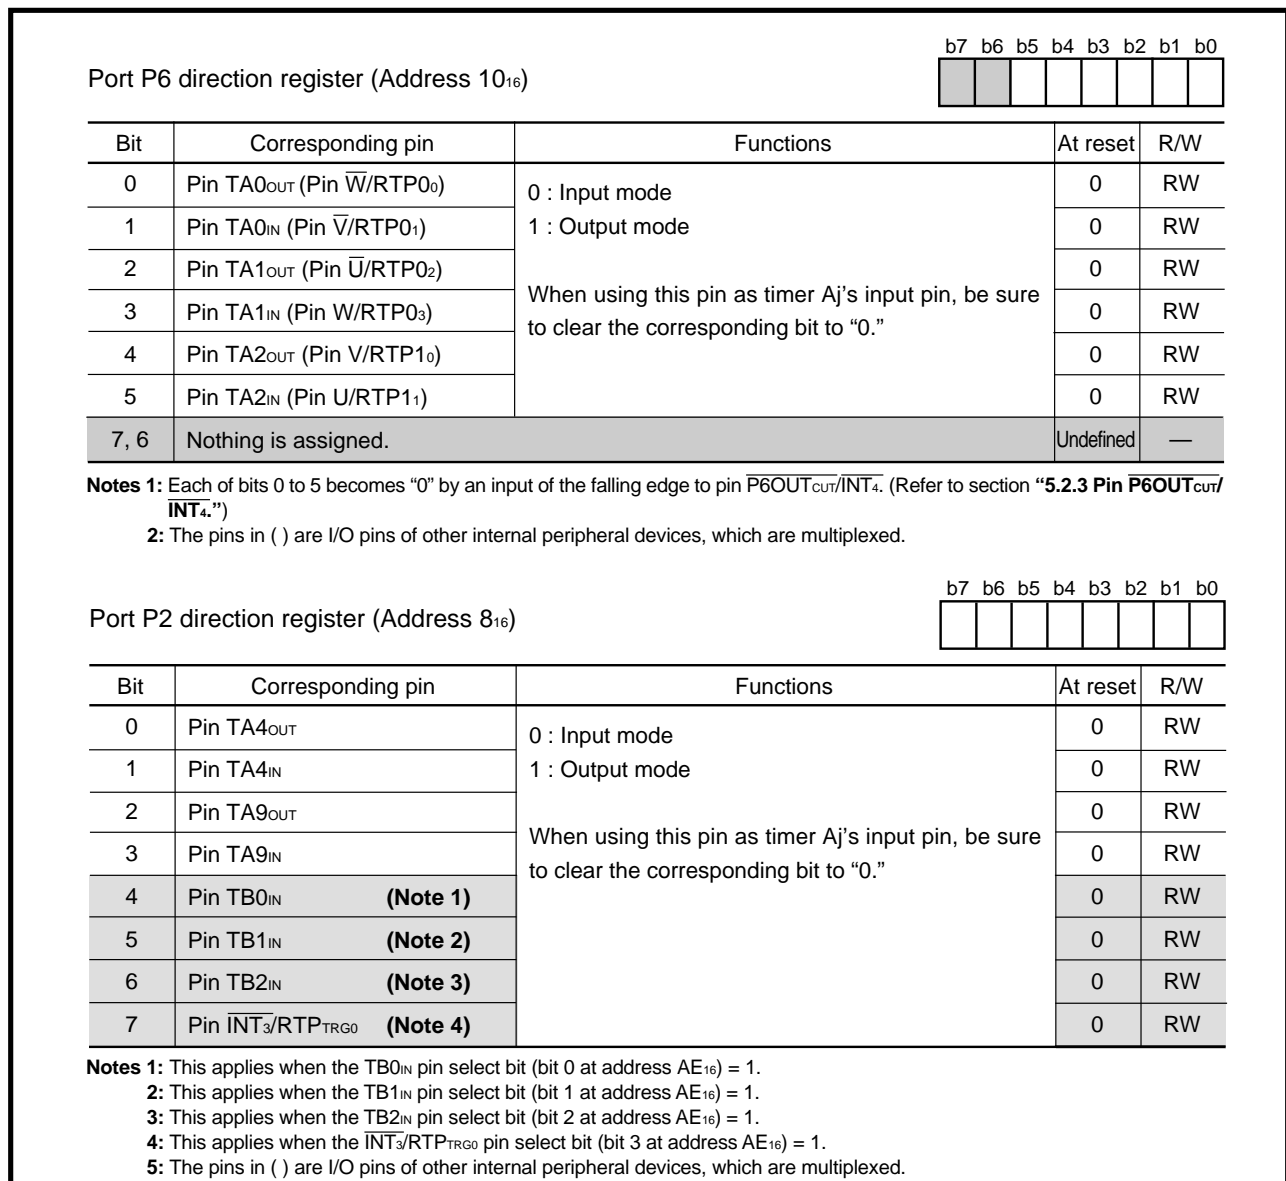 b7 b6 b5 b4 b3 b2 b1 b0
Port P6 direction register (Address 10₁₆)
Bit Corresponding pin Functions At reset R/W
0 Pin TA0OUT (Pin W̅/RTP0₀) 0 : Input mode 0 RW
1 Pin TA0IN (Pin V̅/RTP0₁) 1 : Output mode 0 RW
2 Pin TA1OUT (Pin U̅/RTP0₂) 0 RW
When using this pin as timer Aj's input pin, be sure
3 Pin TA1IN (Pin W/RTP0₃) 0 RW
to clear the corresponding bit to “0.”
4 Pin TA2OUT (Pin V/RTP1₀) 0 RW
5 Pin TA2IN (Pin U/RTP1₁) 0 RW
7, 6 Nothing is assigned. Undefined —
Notes 1: Each of bits 0 to 5 becomes “0” by an input of the falling edge to pin P6OUTCUT/INT₄. (Refer to section “5.2.3 Pin P6OUTCUT/
INT₄.”)
2: The pins in ( ) are I/O pins of other internal peripheral devices, which are multiplexed.
b7 b6 b5 b4 b3 b2 b1 b0
Port P2 direction register (Address 8₁₆)
Bit Corresponding pin Functions At reset R/W
0 Pin TA4OUT 0 : Input mode 0 RW
1 Pin TA4IN 1 : Output mode 0 RW
2 Pin TA9OUT 0 RW
When using this pin as timer Aj's input pin, be sure
3 Pin TA9IN 0 RW
to clear the corresponding bit to “0.”
4 Pin TB0IN (Note 1) 0 RW
5 Pin TB1IN (Note 2) 0 RW
6 Pin TB2IN (Note 3) 0 RW
7 Pin INT₃/RTPTRG0 (Note 4) 0 RW
Notes 1: This applies when the TB0IN pin select bit (bit 0 at address AE₁₆) = 1.
2: This applies when the TB1IN pin select bit (bit 1 at address AE₁₆) = 1.
3: This applies when the TB2IN pin select bit (bit 2 at address AE₁₆) = 1.
4: This applies when the INT₃/RTPTRG0 pin select bit (bit 3 at address AE₁₆) = 1.
5: The pins in ( ) are I/O pins of other internal peripheral devices, which are multiplexed.